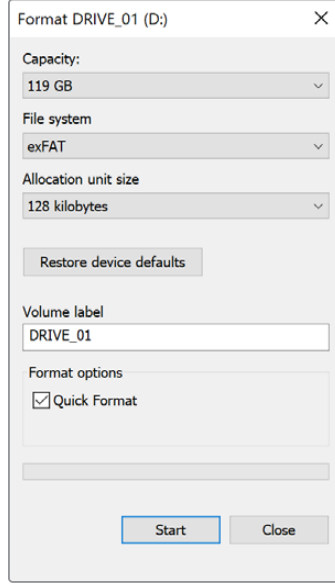 Format DRIVE_01 (D:)
Capacity:
119 GB
File system
exFAT
Allocation unit size
128 kilobytes
Restore device defaults
Volume label
DRIVE_01
Format options
Quick Format
Start Close